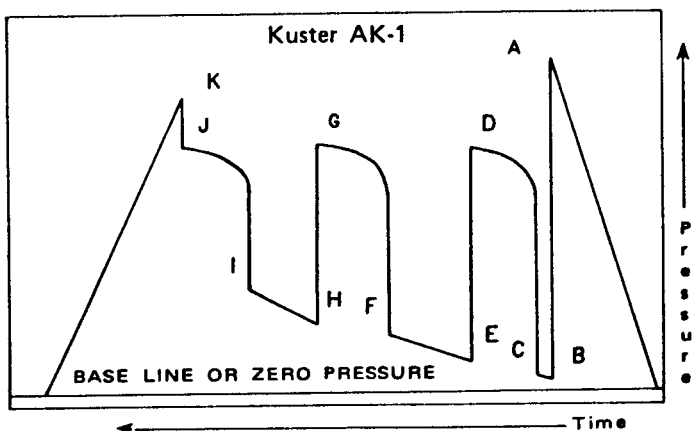 Kuster AK-1
A
K
J
G
D
I
H
F
E
C
B
BASE LINE OR ZERO PRESSURE
Pressure
Time